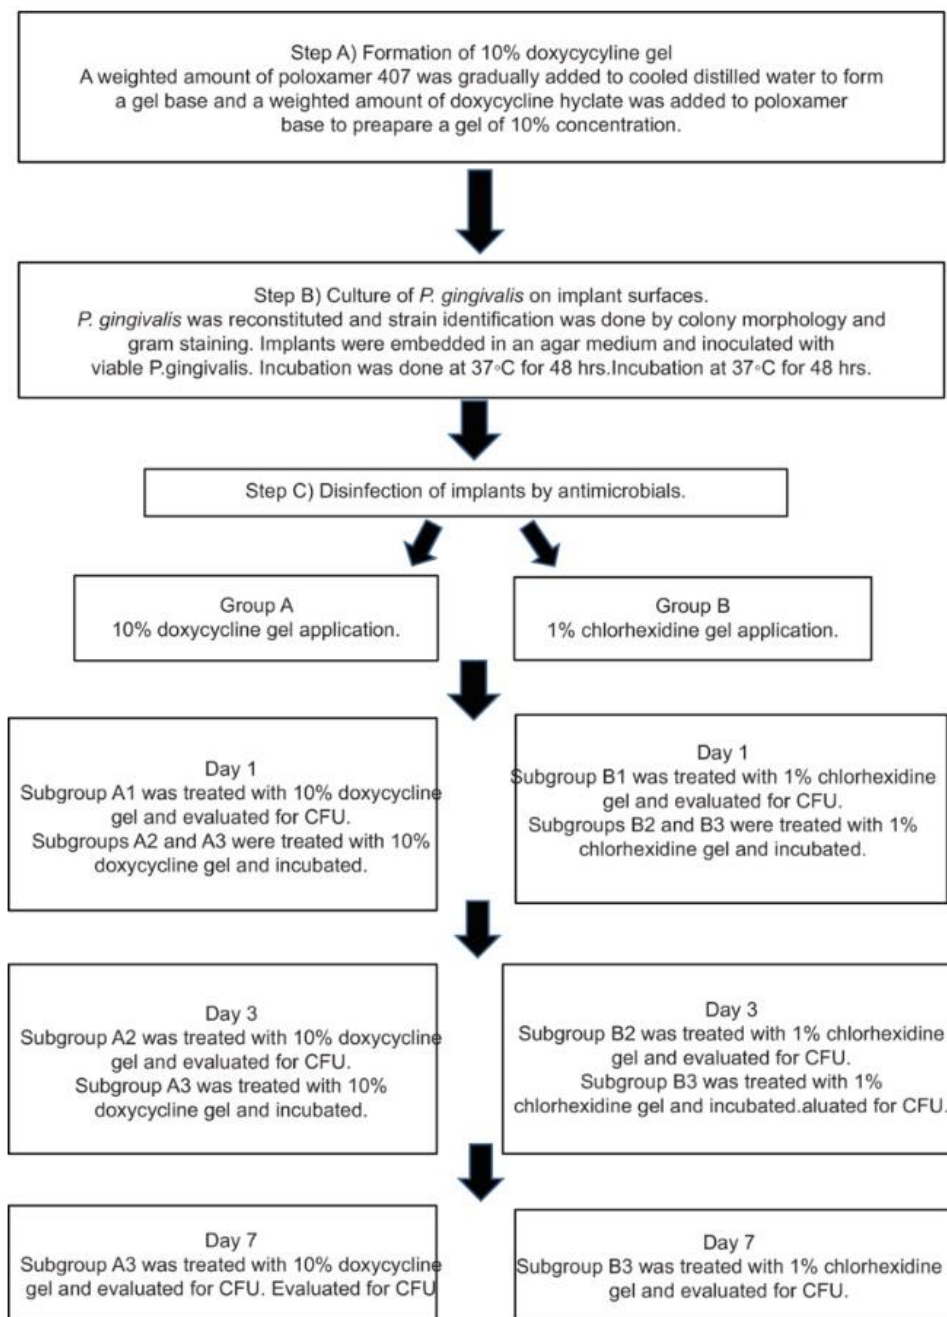 Step A) Formation of 10% doxycycyline gel
A weighted amount of poloxamer 407 was gradually added to cooled distilled water to form
a gel base and a weighted amount of doxycycline hyclate was added to poloxamer
base to preapare a gel of 10% concentration.
Step B) Culture of P. gingivalis on implant surfaces.
P. gingivalis was reconstituted and strain identification was done by colony morphology and
gram staining. Implants were embedded in an agar medium and inoculated with
viable P.gingivalis. Incubation was done at 37◦C for 48 hrs.Incubation at 37◦C for 48 hrs.
Step C) Disinfection of implants by antimicrobials.
Group A
10% doxycycline gel application.
Group B
1% chlorhexidine gel application.
Day 1
Subgroup A1 was treated with 10% doxycycline
gel and evaluated for CFU.
Subgroups A2 and A3 were treated with 10%
doxycycline gel and incubated.
Day 1
Subgroup B1 was treated with 1% chlorhexidine
gel and evaluated for CFU.
Subgroups B2 and B3 were treated with 1%
chlorhexidine gel and incubated.
Day 3
Subgroup A2 was treated with 10% doxycycline
gel and evaluated for CFU.
Subgroup A3 was treated with 10%
doxycycline gel and incubated.
Day 3
Subgroup B2 was treated with 1% chlorhexidine
gel and evaluated for CFU.
Subgroup B3 was treated with 1%
chlorhexidine gel and incubated.aluated for CFU.
Day 7
Subgroup A3 was treated with 10% doxycycline
gel and evaluated for CFU. Evaluated for CFU
Day 7
Subgroup B3 was treated with 1% chlorhexidine
gel and evaluated for CFU.